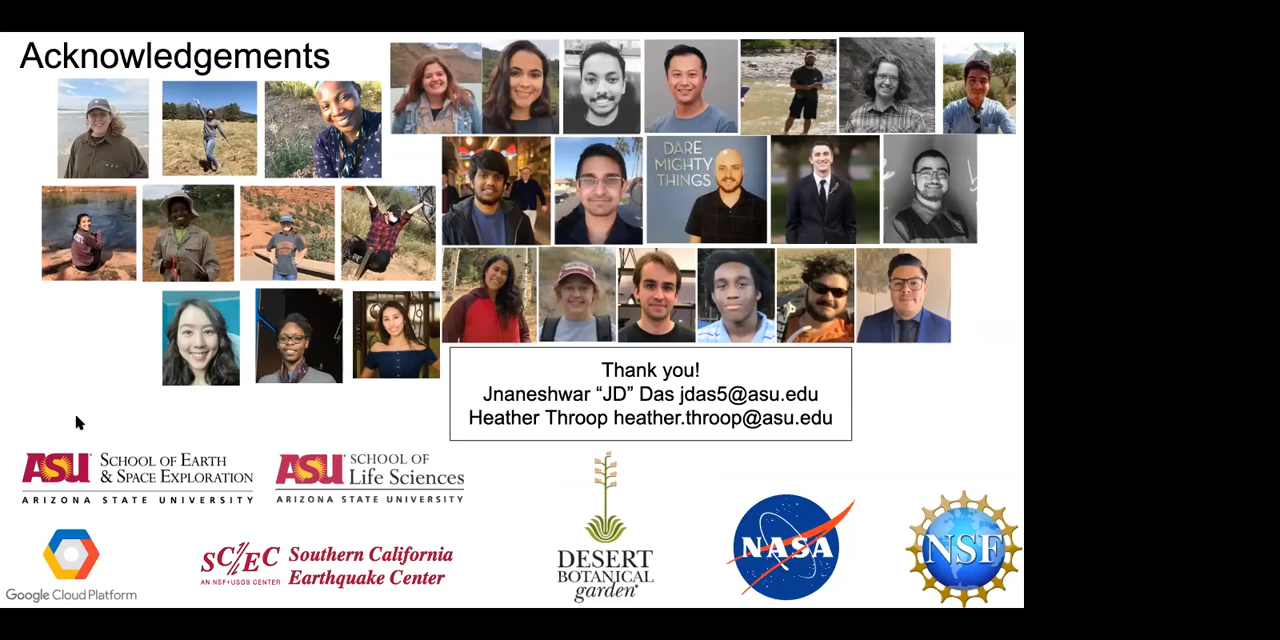 Acknowledgements
DARE
MIGHTY
THINGS
Thank you!
Jnaneshwar “JD” Das jdas5@asu.edu
Heather Throop heather.throop@asu.edu
ASU SCHOOL OF EARTH
& SPACE EXPLORATION
ARIZONA STATE UNIVERSITY
ASU SCHOOL OF
Life Sciences
ARIZONA STATE UNIVERSITY
Google Cloud Platform
SC/EC Southern California
Earthquake Center
AN NSF+USGS CENTER
DESERT
BOTANICAL
garden®
NASA
NSF